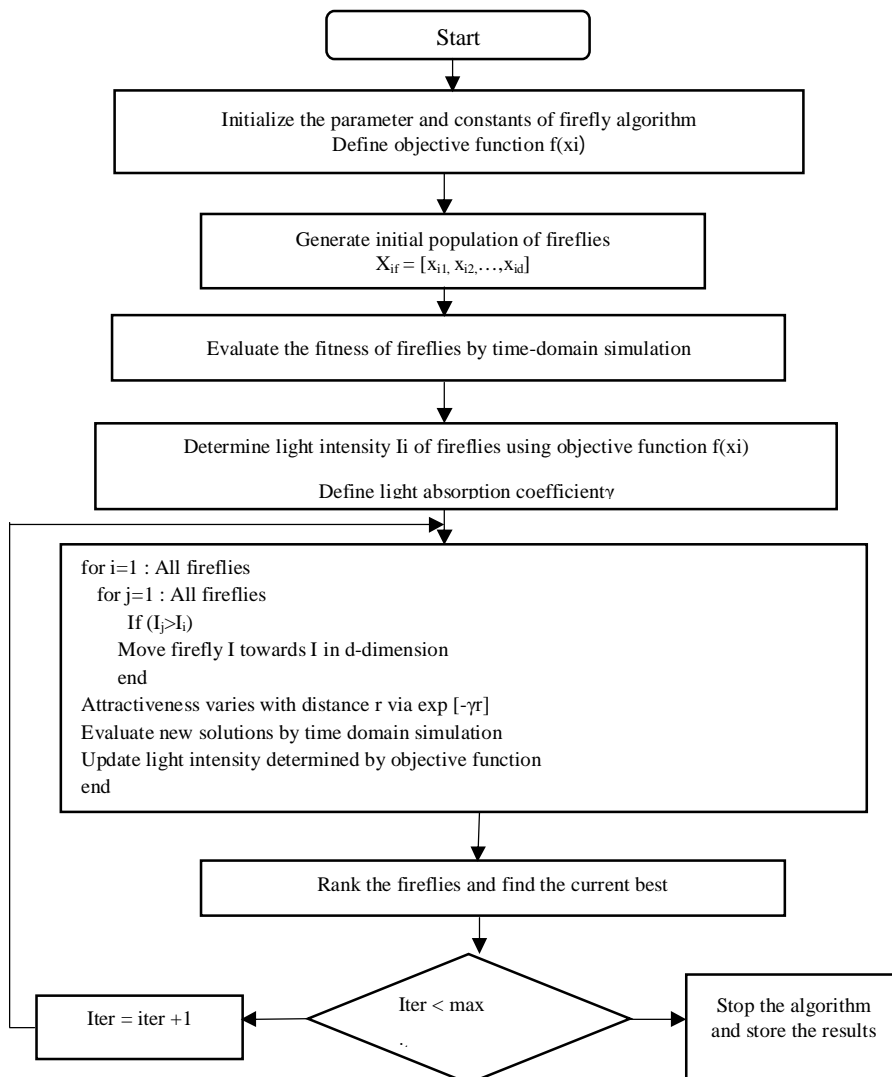 Start
Initialize the parameter and constants of firefly algorithm
Define objective function f(xi)
Generate initial population of fireflies
Xif = [xi1, xi2,…,xid]
Evaluate the fitness of fireflies by time-domain simulation
Determine light intensity Ii of fireflies using objective function f(xi)
Define light absorption coefficientγ
for i=1 : All fireflies
for j=1 : All fireflies
If (Ij>Ii)
Move firefly I towards I in d-dimension
end
Attractiveness varies with distance r via exp [-γr]
Evaluate new solutions by time domain simulation
Update light intensity determined by objective function
end
Rank the fireflies and find the current best
Iter = iter +1
Iter < max
Stop the algorithm
and store the results